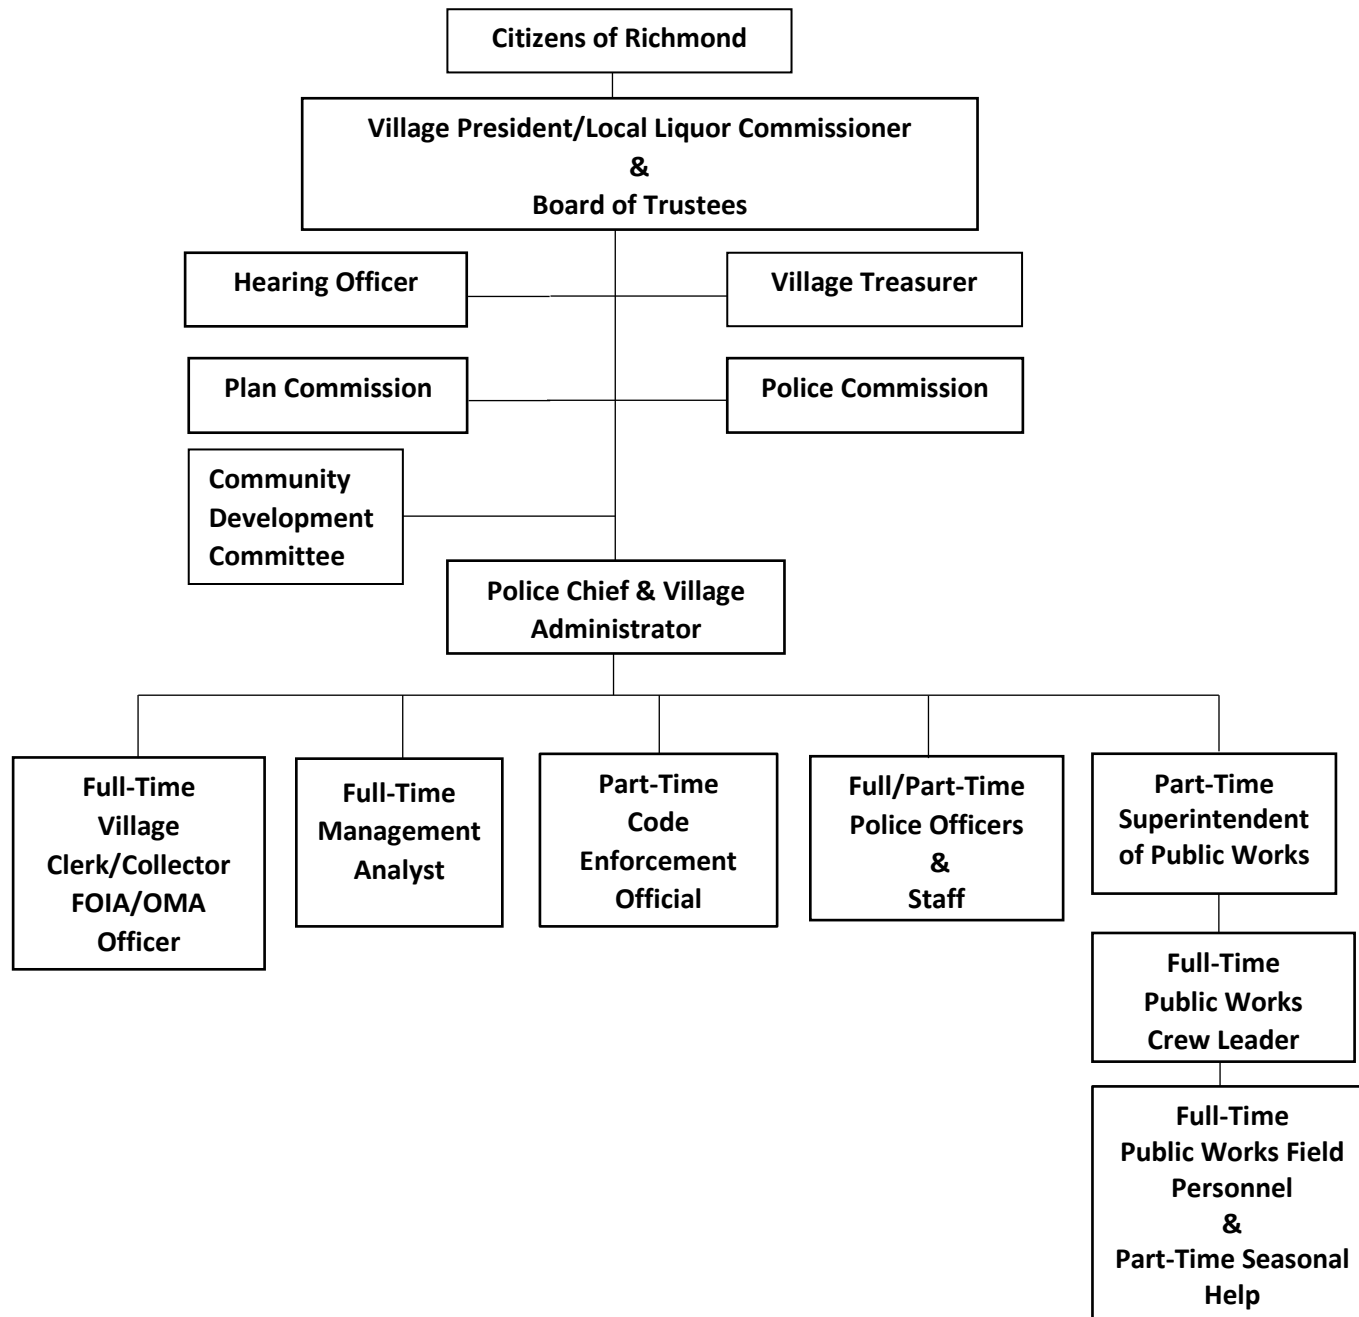 Citizens of Richmond
Village President/Local Liquor Commissioner
&
Board of Trustees
Hearing Officer
Village Treasurer
Plan Commission
Police Commission
Community
Development
Committee
Police Chief & Village
Administrator
Full-Time
Village
Clerk/Collector
FOIA/OMA
Officer
Full-Time
Management
Analyst
Part-Time
Code
Enforcement
Official
Full/Part-Time
Police Officers
&
Staff
Part-Time
Superintendent
of Public Works
Full-Time
Public Works
Crew Leader
Full-Time
Public Works Field
Personnel
&
Part-Time Seasonal
Help